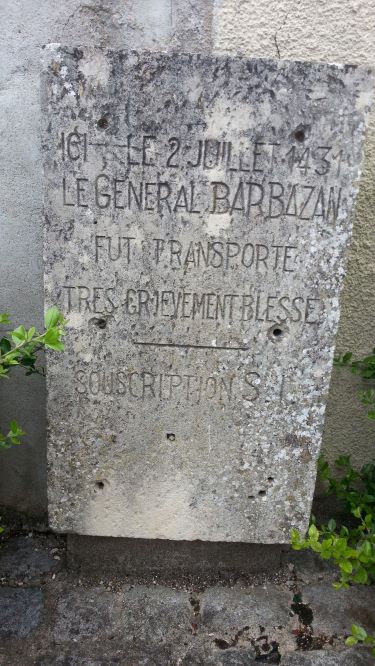 ICI — LE 2 JUILLET 1431
LE GENERAL BARBAZAN
FUT TRANSPORTE
TRES GRIEVEMENT BLESSE
SOUSCRIPTION S. I